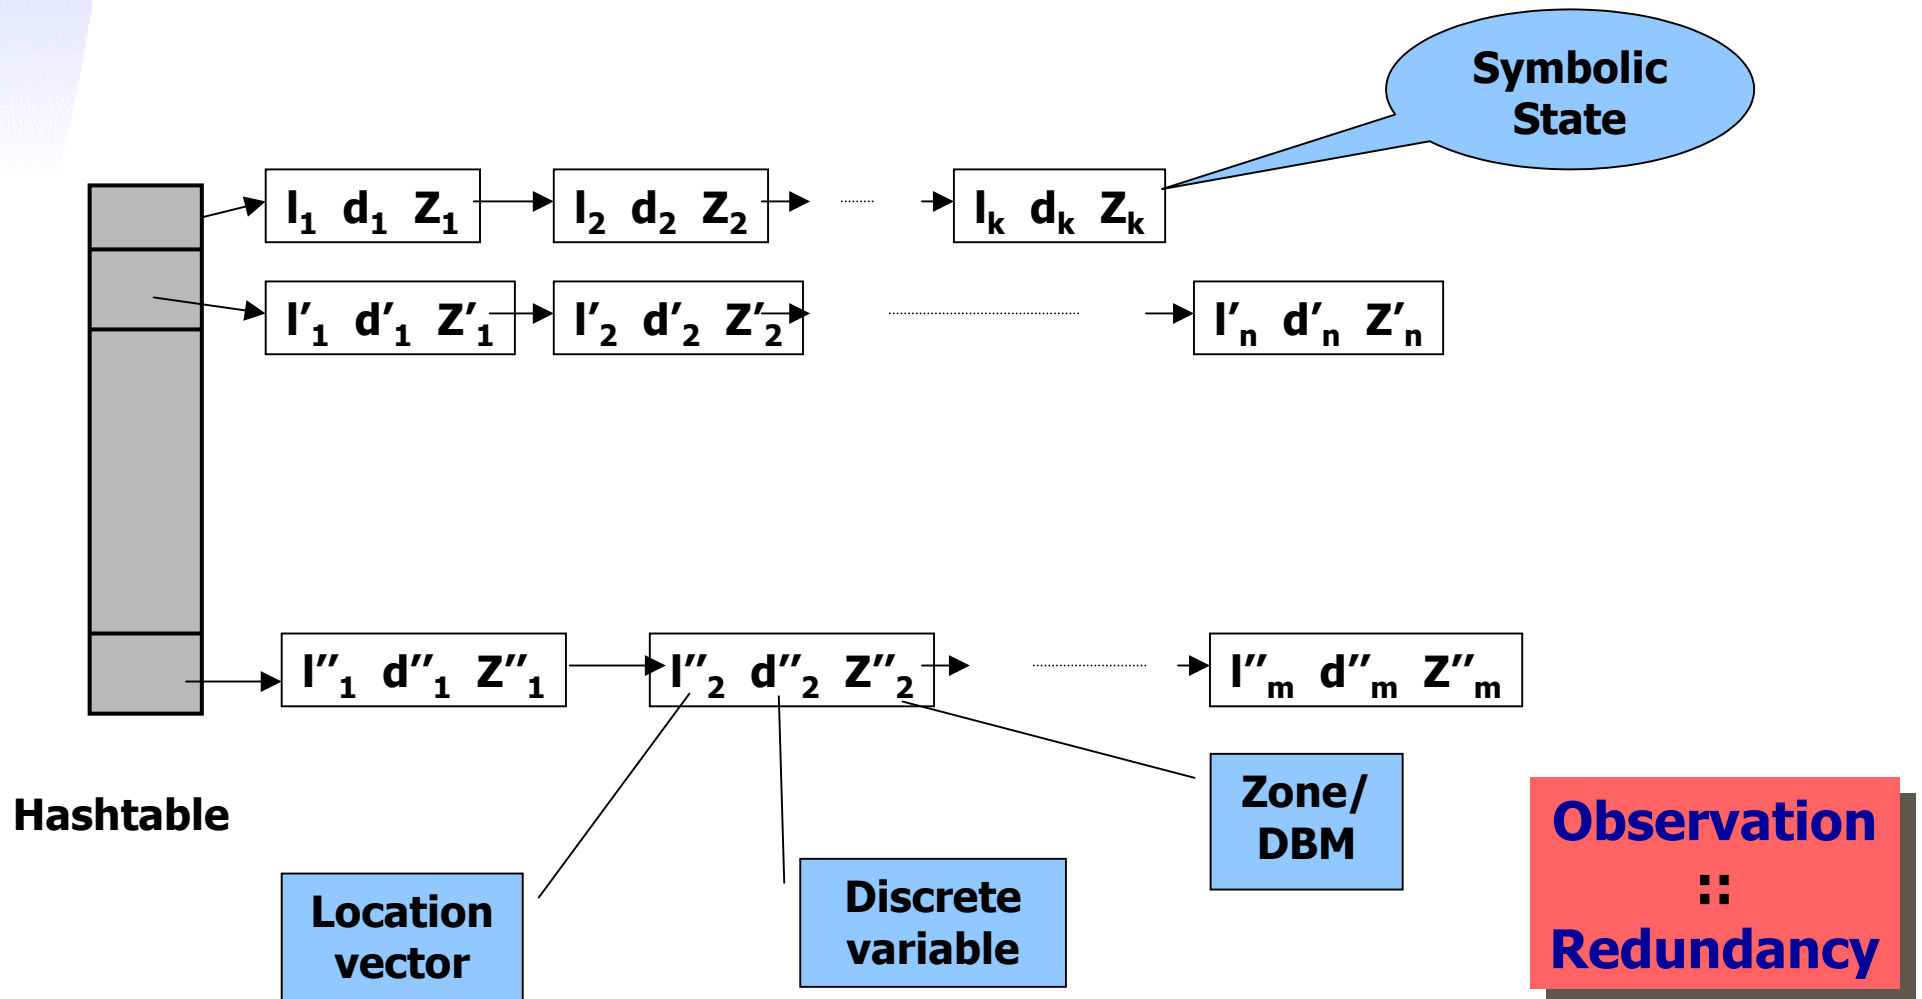 Symbolic
State
l₁ d₁ Z₁
l₂ d₂ Z₂
lₖ dₖ Zₖ
l′₁ d′₁ Z′₁
l′₂ d′₂ Z′₂
l′ₙ d′ₙ Z′ₙ
l″₁ d″₁ Z″₁
l″₂ d″₂ Z″₂
l″ₘ d″ₘ Z″ₘ
Hashtable
Location
vector
Discrete
variable
Zone/
DBM
Observation
::
Redundancy